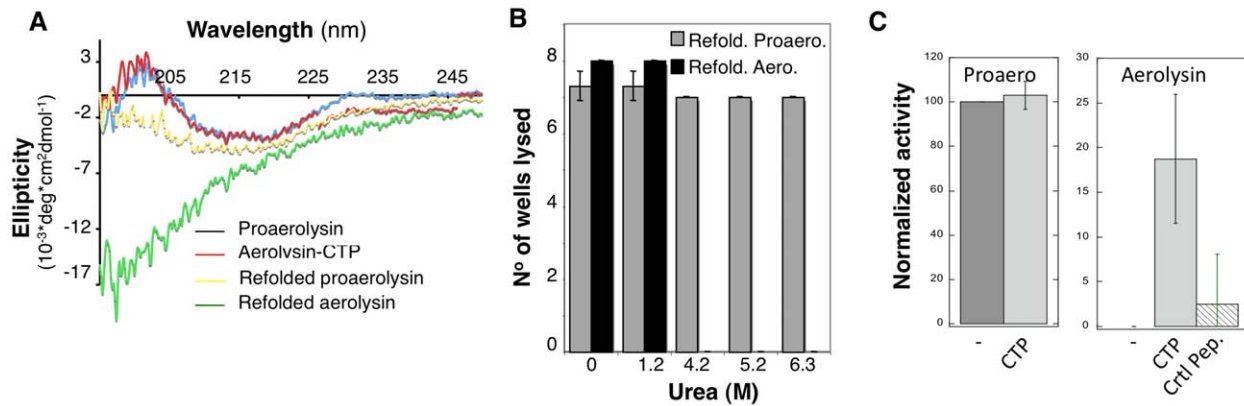 A
Wavelength (nm)
3
-2
-7
-12
-17
205
215
225
235
245
Ellipticity
(10-3*deg*cm2dmol-1)
Proaerolysin
Aerolvsin-CTP
Refolded proaerolysin
Refolded aerolysin
B
Nº of wells lysed
8
6
4
2
0
Refold. Proaero.
Refold. Aero.
0
1.2
4.2
5.2
6.3
Urea (M)
C
Normalized activity
120
100
80
60
40
20
0
Proaero
-
CTP
30
25
20
15
10
5
0
Aerolysin
-
CTP
Crtl Pep.